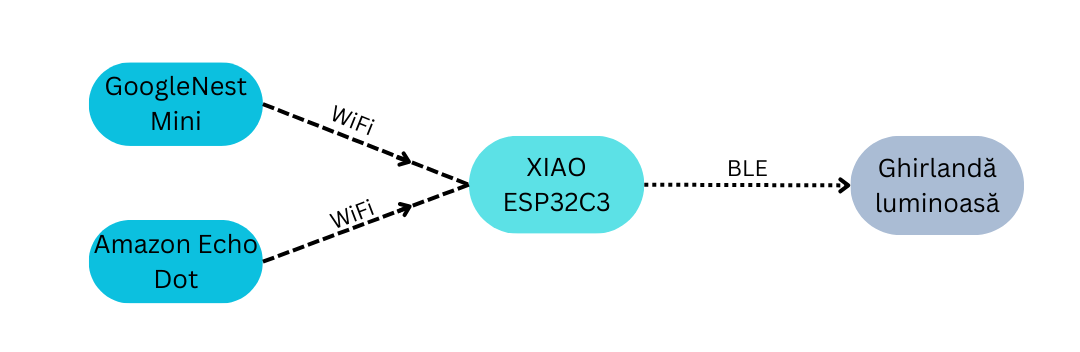 GoogleNest
Mini
WiFi
XIAO
ESP32C3
BLE
Ghirlandă
luminoasă
WiFi
Amazon Echo
Dot